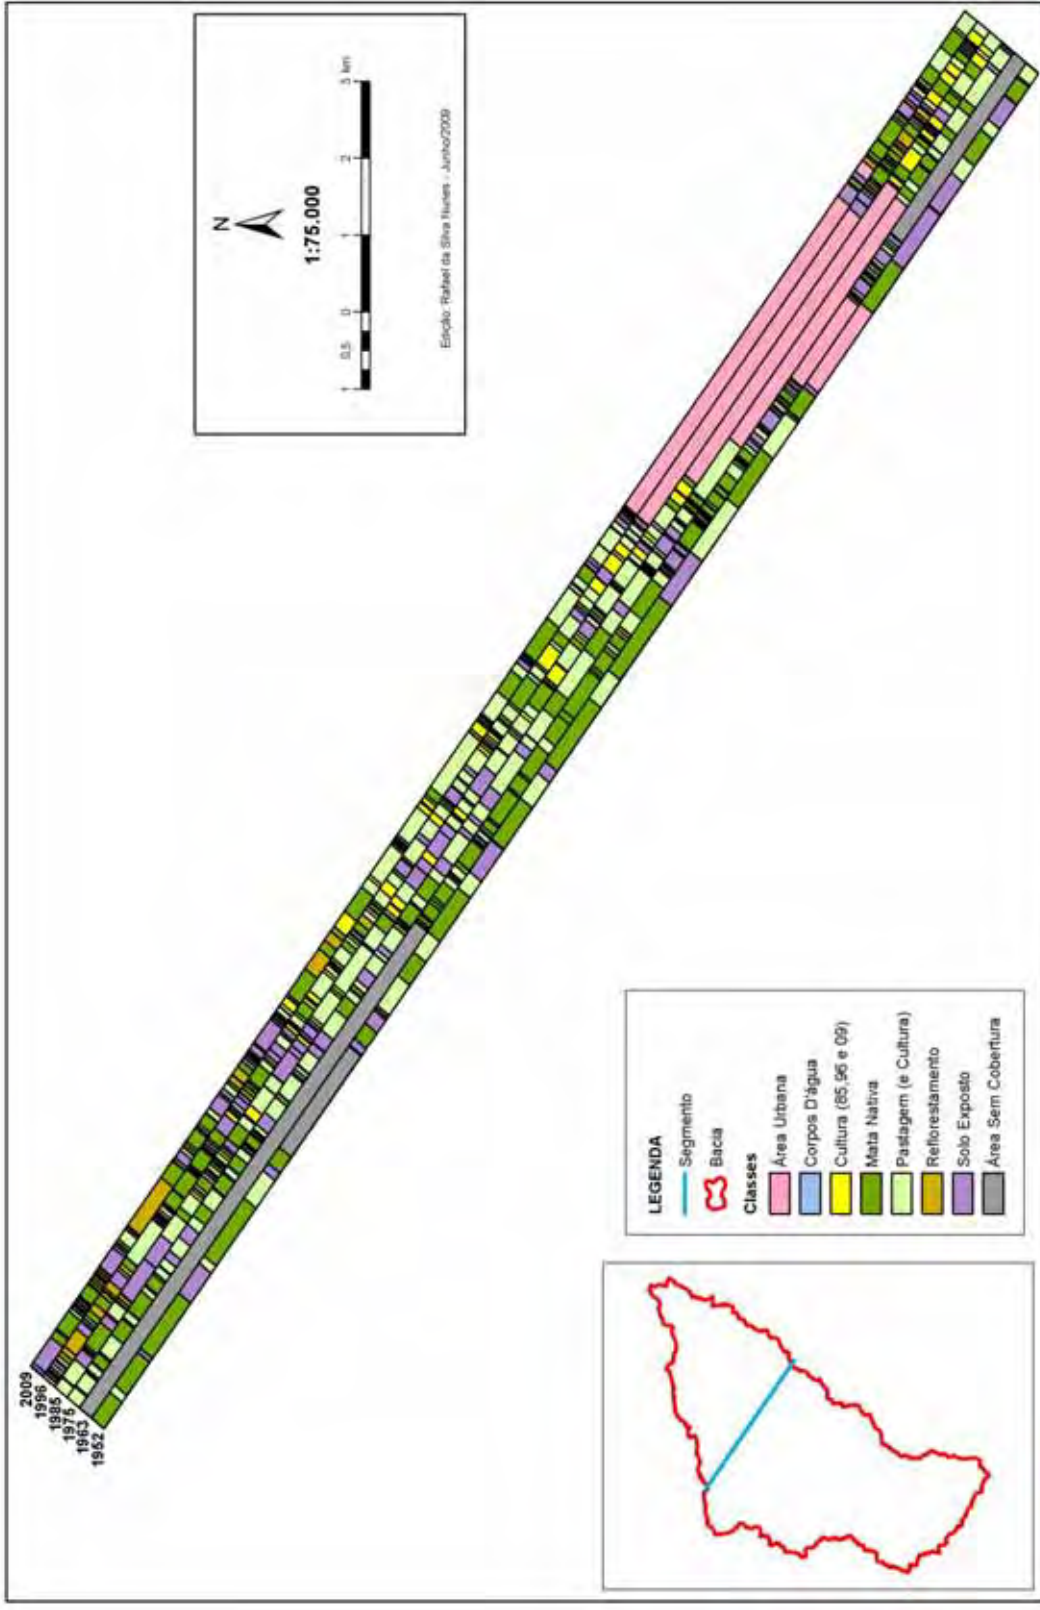 N
1:75.000
1 0.5 0 1 2 3 km
Edição: Rafael da Silva Nunes - Junho/2009
2009
1996
1985
1975
1963
1952
LEGENDA
Segmento
Bacia
Classes
Área Urbana
Corpos D'água
Cultura (85,96 e 09)
Mata Nativa
Pastagem (e Cultura)
Reflorestamento
Solo Exposto
Área Sem Cobertura